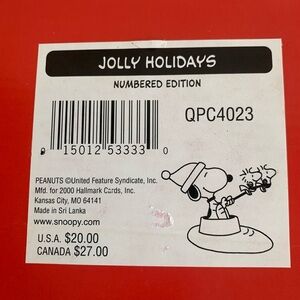 JOLLY HOLIDAYS
NUMBERED EDITION
QPC4023
0 15012 53333 0
PEANUTS ©United Feature Syndicate, Inc.
Mfd. for 2000 Hallmark Cards, Inc.
Kansas City, MO 64141
Made in Sri Lanka
www.snoopy.com
U.S.A. $20.00
CANADA $27.00